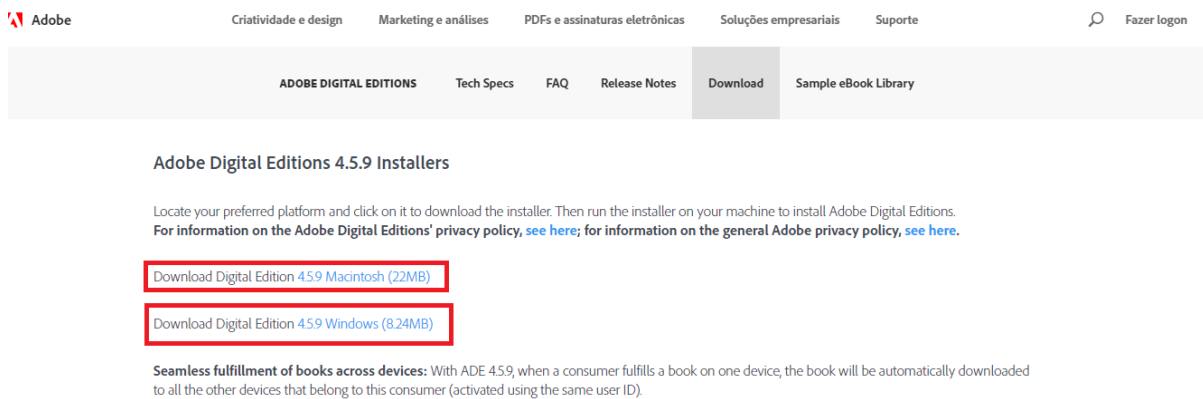 Adobe
Criatividade e design
Marketing e análises
PDFs e assinaturas eletrônicas
Soluções empresariais
Suporte
Fazer logon
ADOBE DIGITAL EDITIONS
Tech Specs
FAQ
Release Notes
Download
Sample eBook Library
Adobe Digital Editions 4.5.9 Installers
Locate your preferred platform and click on it to download the installer. Then run the installer on your machine to install Adobe Digital Editions.
For information on the Adobe Digital Editions' privacy policy, see here; for information on the general Adobe privacy policy, see here.
Download Digital Edition 4.5.9 Macintosh (22MB)
Download Digital Edition 4.5.9 Windows (8.24MB)
Seamless fulfillment of books across devices: With ADE 4.5.9, when a consumer fulfills a book on one device, the book will be automatically downloaded
to all the other devices that belong to this consumer (activated using the same user ID).